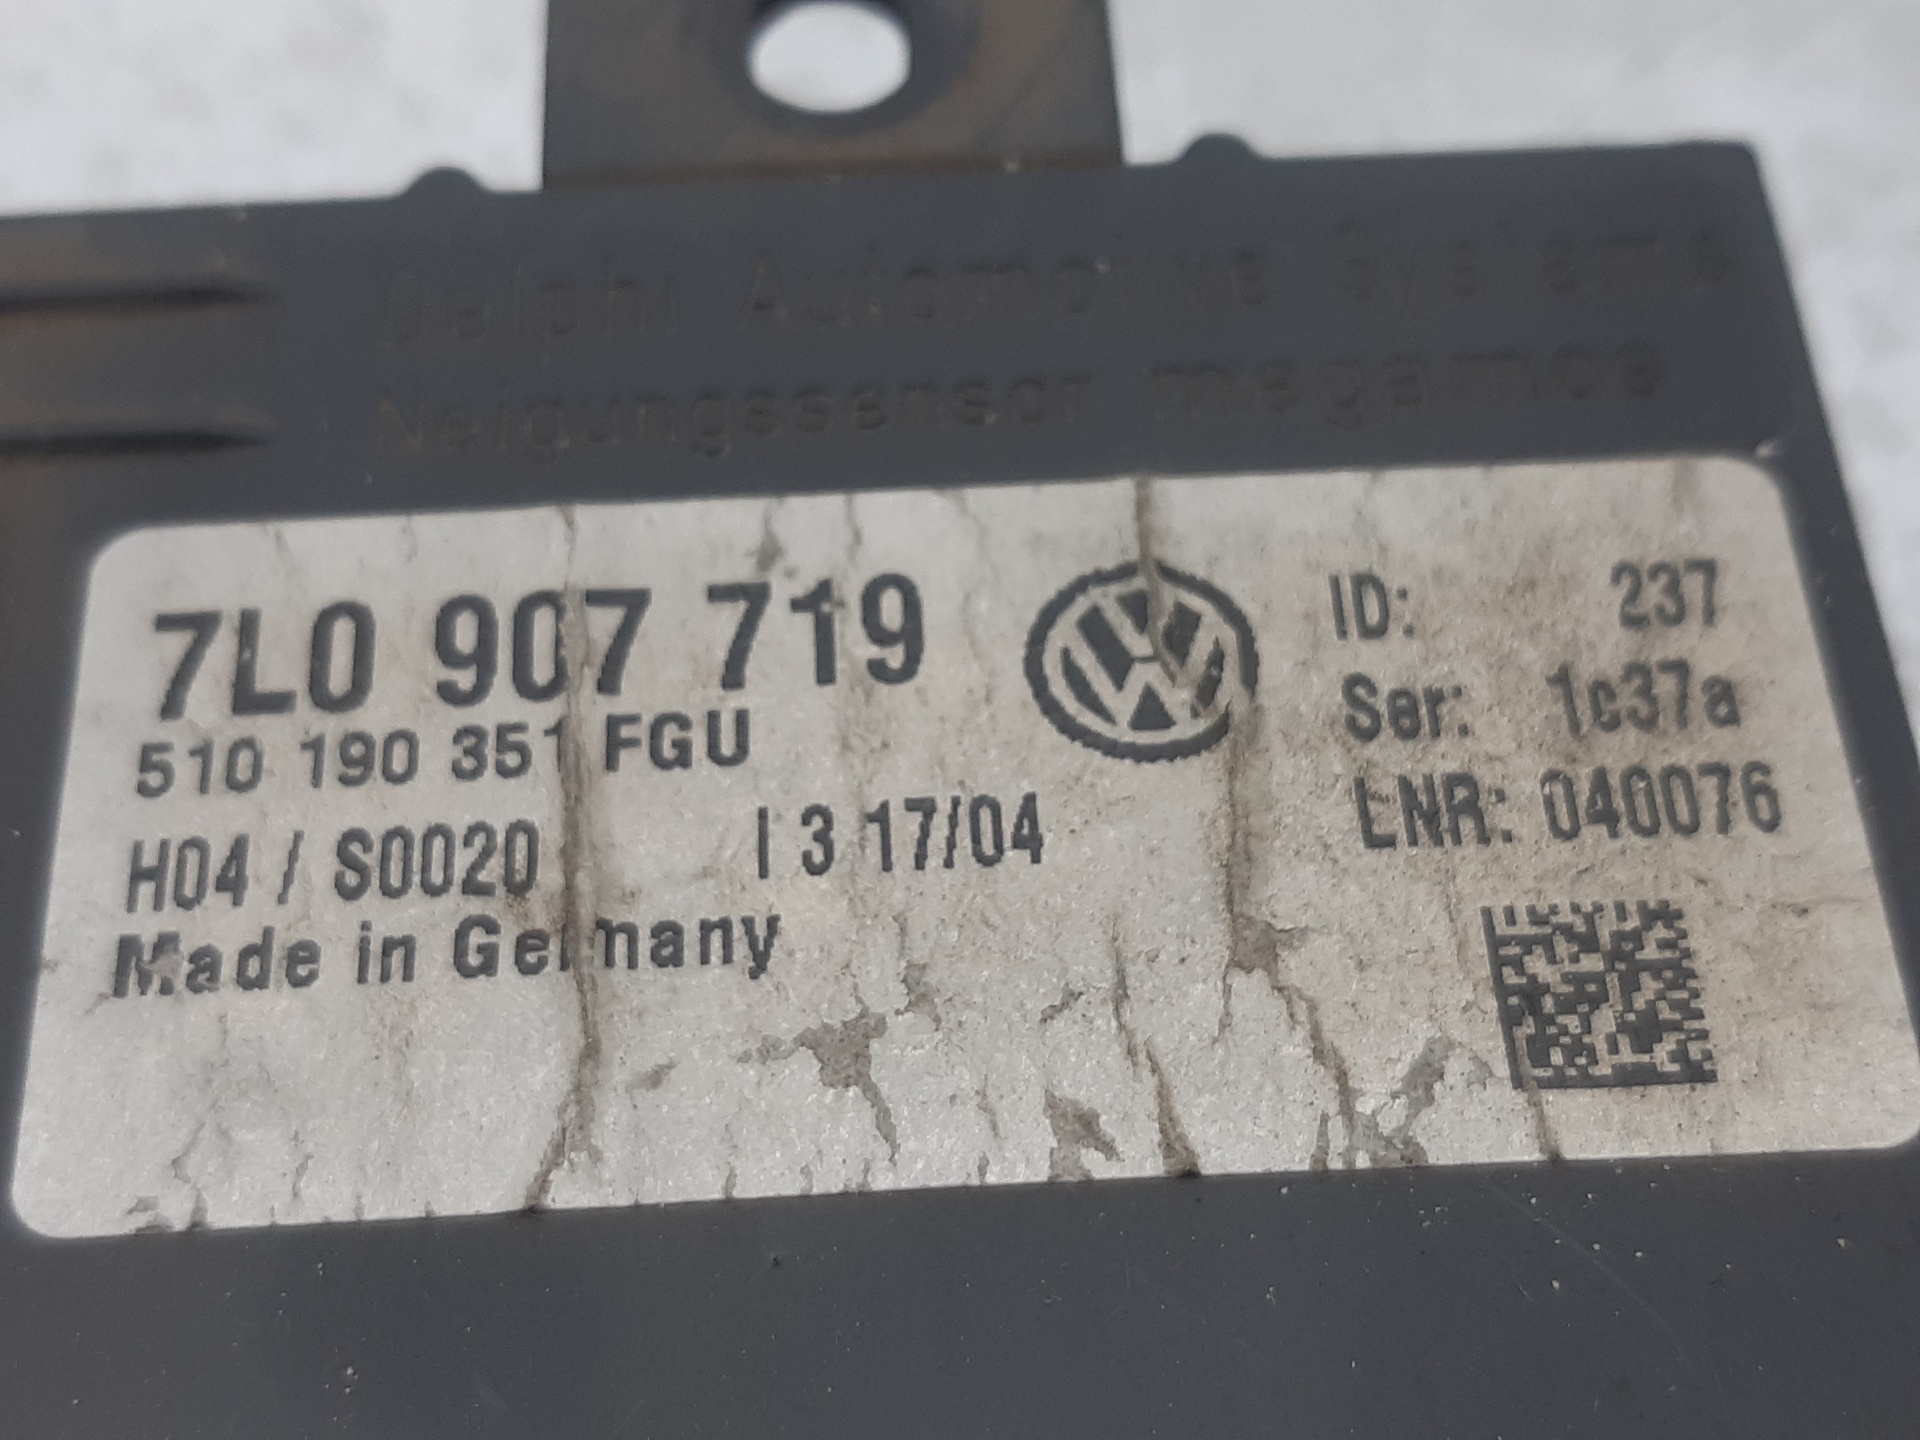 Delphi Automotive Systems
Neigungssensor megamos
7L0 907 719
510 190 351 FGU
H04 / S0020 I 3 17/04
Made in Germany
VW
ID: 237
Ser: 1c37a
LNR: 040076